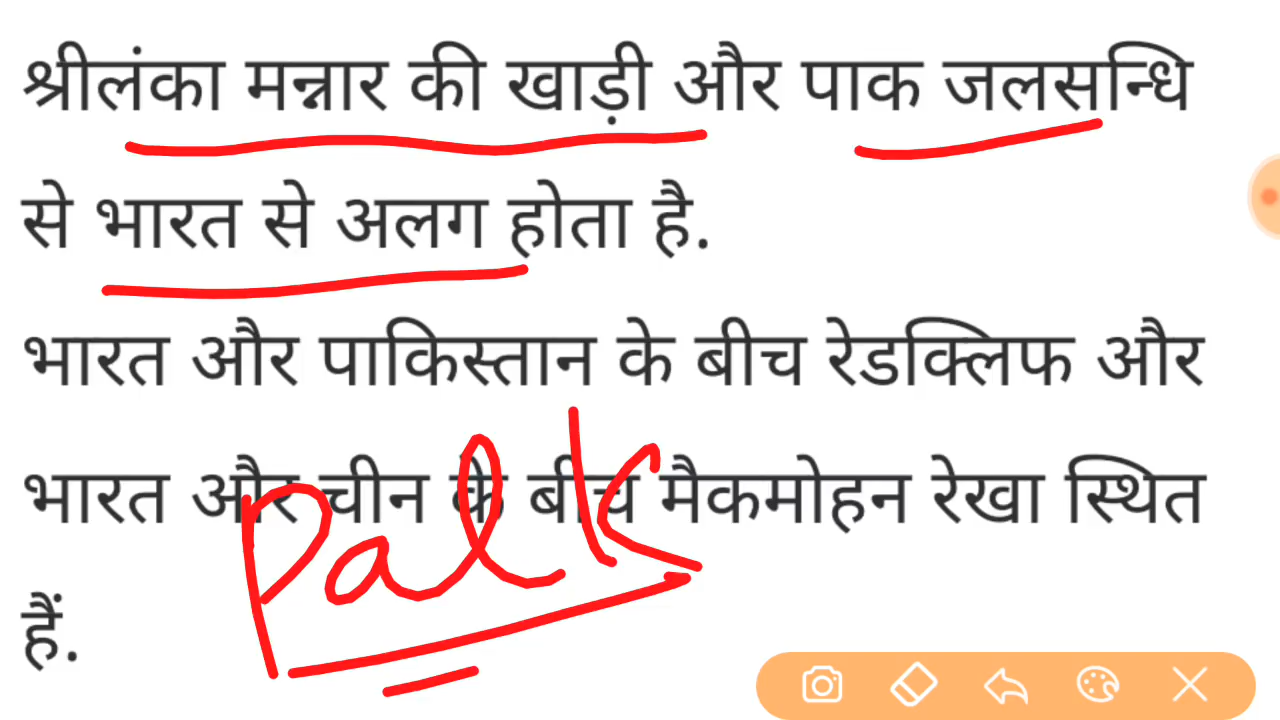 श्रीलंका मन्नार की खाड़ी और पाक जलसन्धि
से भारत से अलग होता है.
भारत और पाकिस्तान के बीच रेडक्लिफ और
भारत और चीन के बीच मैकमोहन रेखा स्थित
Palk
हैं.